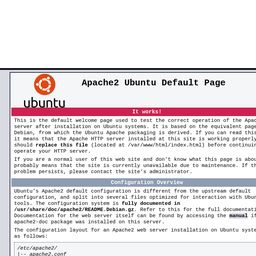 Apache2 Ubuntu Default Page
ubuntu
It works!
This is the default welcome page used to test the correct operation of the Apa
server after installation on Ubuntu systems. It is based on the equivalent page
Debian, from which the Ubuntu Apache packaging is derived. If you can read this
it means that the Apache HTTP server installed at this site is working properly
should replace this file (located at /var/www/html/index.html) before continuin
operate your HTTP server.
If you are a normal user of this web site and don't know what this page is abou
probably means that the site is currently unavailable due to maintenance. If th
problem persists, please contact the site's administrator.
Configuration Overview
Ubuntu's Apache2 default configuration is different from the upstream default
configuration, and split into several files optimized for interaction with Ubun
tools. The configuration system is fully documented in
/usr/share/doc/apache2/README.Debian.gz. Refer to this for the full documentati
Documentation for the web server itself can be found by accessing the manual if
apache2-doc package was installed on this server.
The configuration layout for an Apache2 web server installation on Ubuntu syste
as follows:
/etc/apache2/
|-- apache2.conf